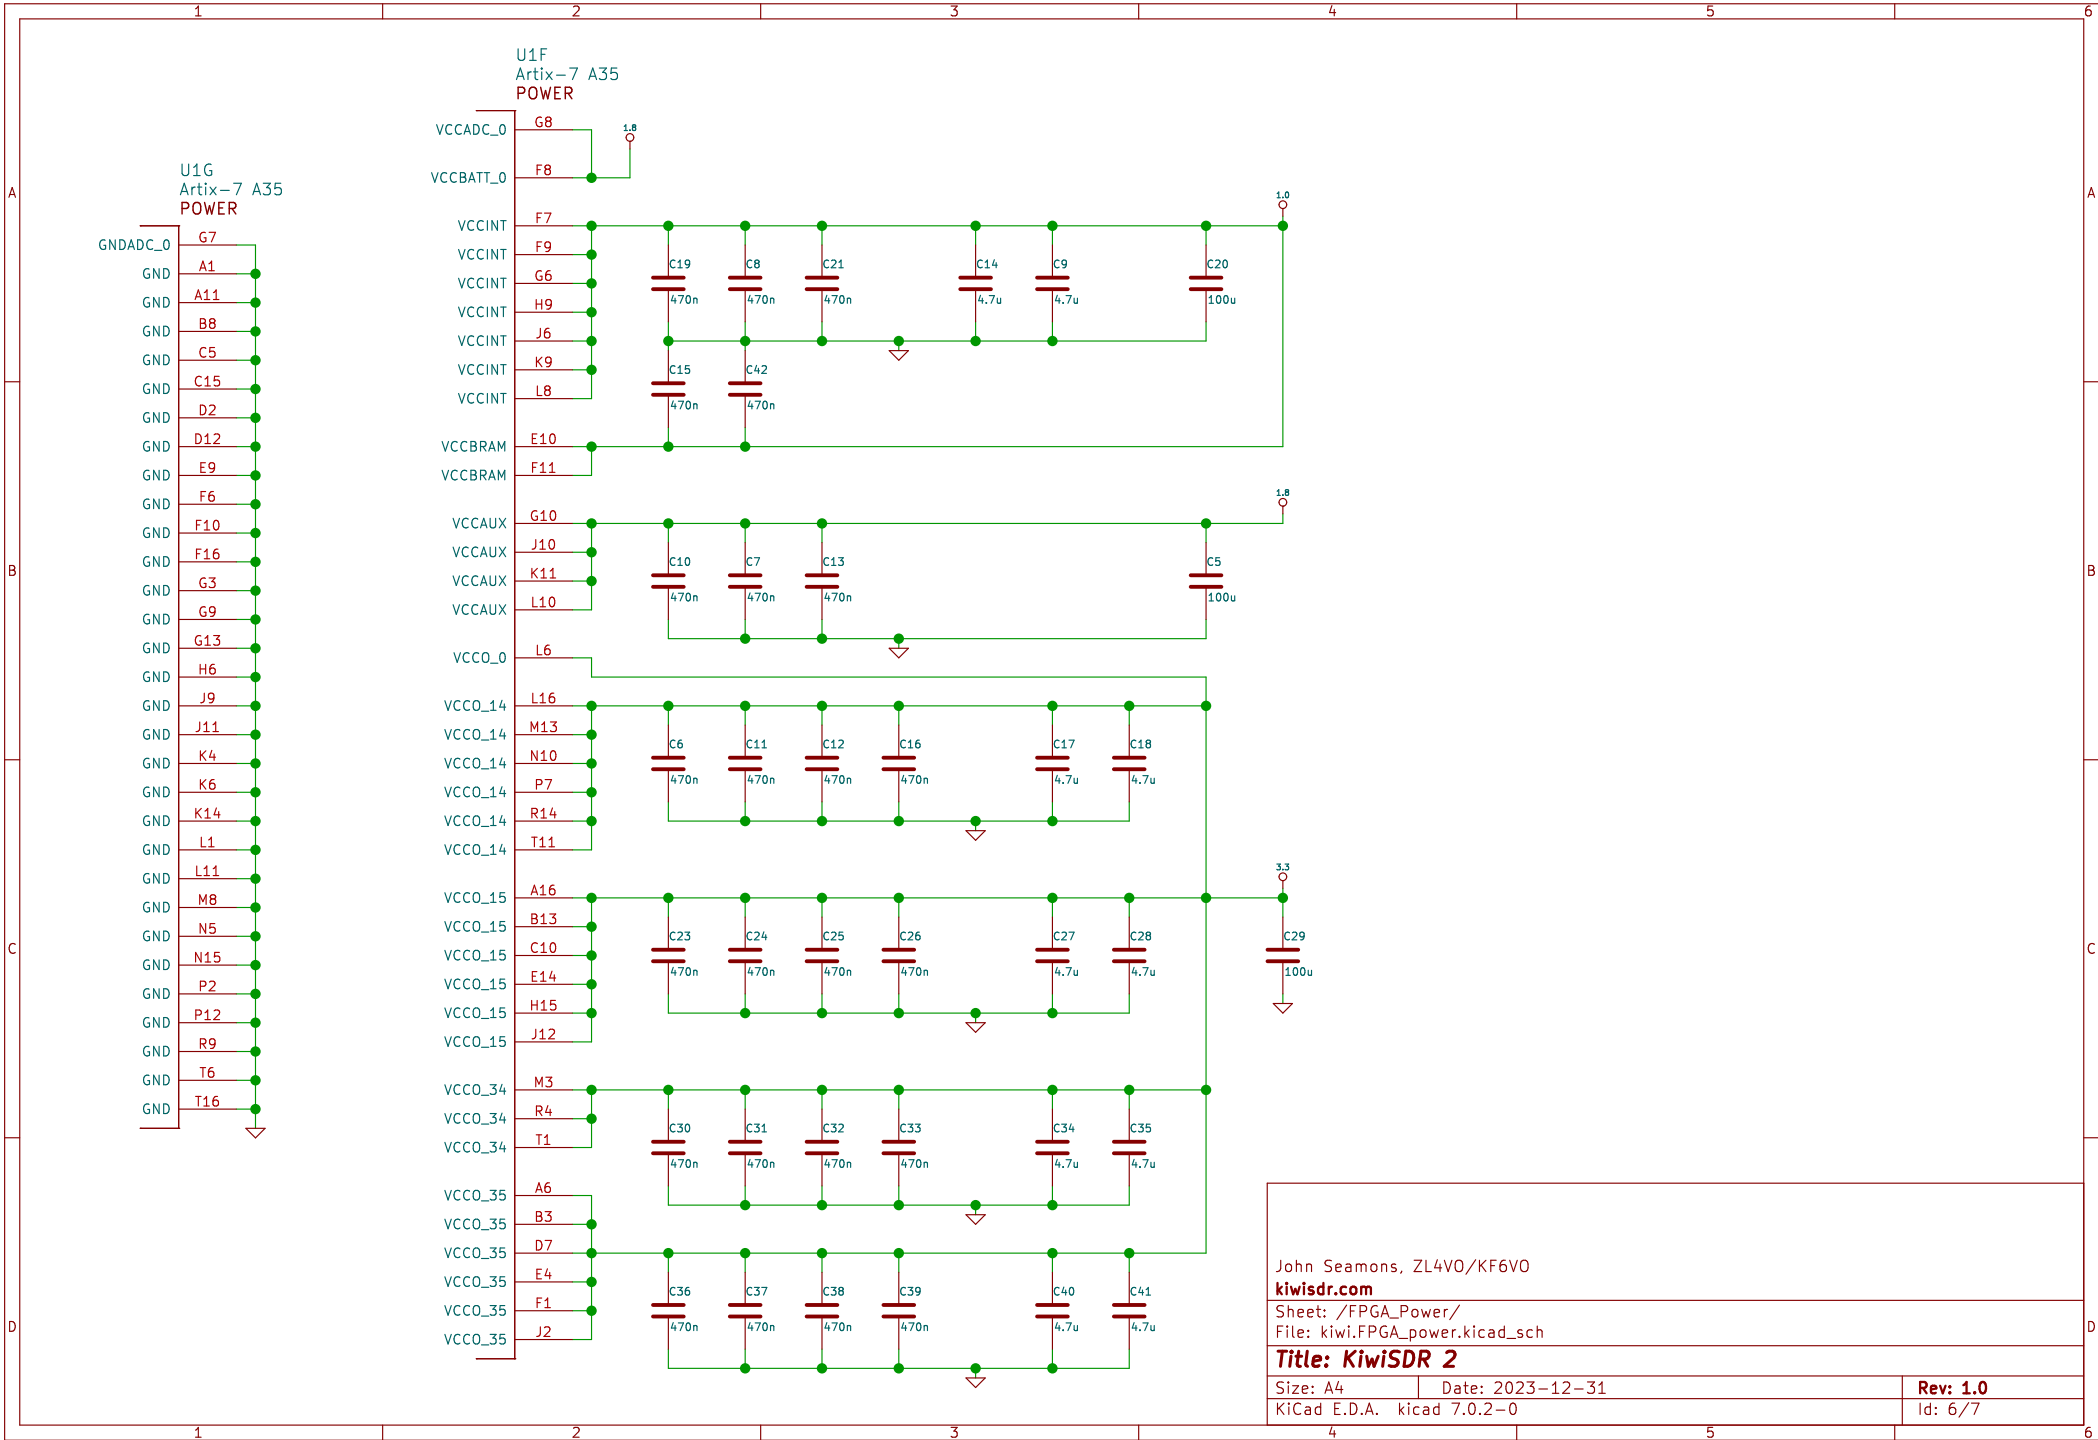 1 2 3 4 5 6
U1F
Artix-7 A35
POWER
VCCADC_0 G8
1.8
VCCBATT_0 F8
U1G
Artix-7 A35
POWER
A A
1.0
VCCINT F7
GNDADC_0 G7
VCCINT F9
C19 C8 C21 C14 C9 C20
GND A1
VCCINT G6
470n 470n 470n 4.7u 4.7u 100u
GND A11
VCCINT H9
GND B8
VCCINT J6
GND C5
VCCINT K9
C15 C42
GND C15
VCCINT L8
470n 470n
GND D2
GND D12
VCCBRAM E10
GND E9
VCCBRAM F11
1.8
GND F6
VCCAUX G10
GND F10
VCCAUX J10
GND F16
C10 C7 C13 C5
B B
VCCAUX K11
GND G3
470n 470n 470n 100u
VCCAUX L10
GND G9
GND G13
VCCO_0 L6
GND H6
GND J9
VCCO_14 L16
GND J11
VCCO_14 M13
C6 C11 C12 C16 C17 C18
GND K4
VCCO_14 N10
470n 470n 470n 470n 4.7u 4.7u
GND K6
VCCO_14 P7
GND K14
VCCO_14 R14
GND L1
VCCO_14 T11
3.3
GND L11
VCCO_15 A16
GND M8
VCCO_15 B13
GND N5
C23 C24 C25 C26 C27 C28 C29
C C
VCCO_15 C10
GND N15
470n 470n 470n 470n 4.7u 4.7u 100u
VCCO_15 E14
GND P2
VCCO_15 H15
GND P12
VCCO_15 J12
GND R9
GND T6
VCCO_34 M3
GND T16
VCCO_34 R4
C30 C31 C32 C33 C34 C35
VCCO_34 T1
470n 470n 470n 470n 4.7u 4.7u
VCCO_35 A6
VCCO_35 B3
VCCO_35 D7
VCCO_35 E4
C36 C37 C38 C39 C40 C41
VCCO_35 F1
470n 470n 470n 470n 4.7u 4.7u
D D
VCCO_35 J2
John Seamons, ZL4VO/KF6VO
kiwisdr.com
Sheet: /FPGA_Power/
File: kiwi.FPGA_power.kicad_sch
Title: KiwiSDR 2
Size: A4 Date: 2023-12-31 Rev: 1.0
KiCad E.D.A. kicad 7.0.2-0 Id: 6/7
1 2 3 4 5 6